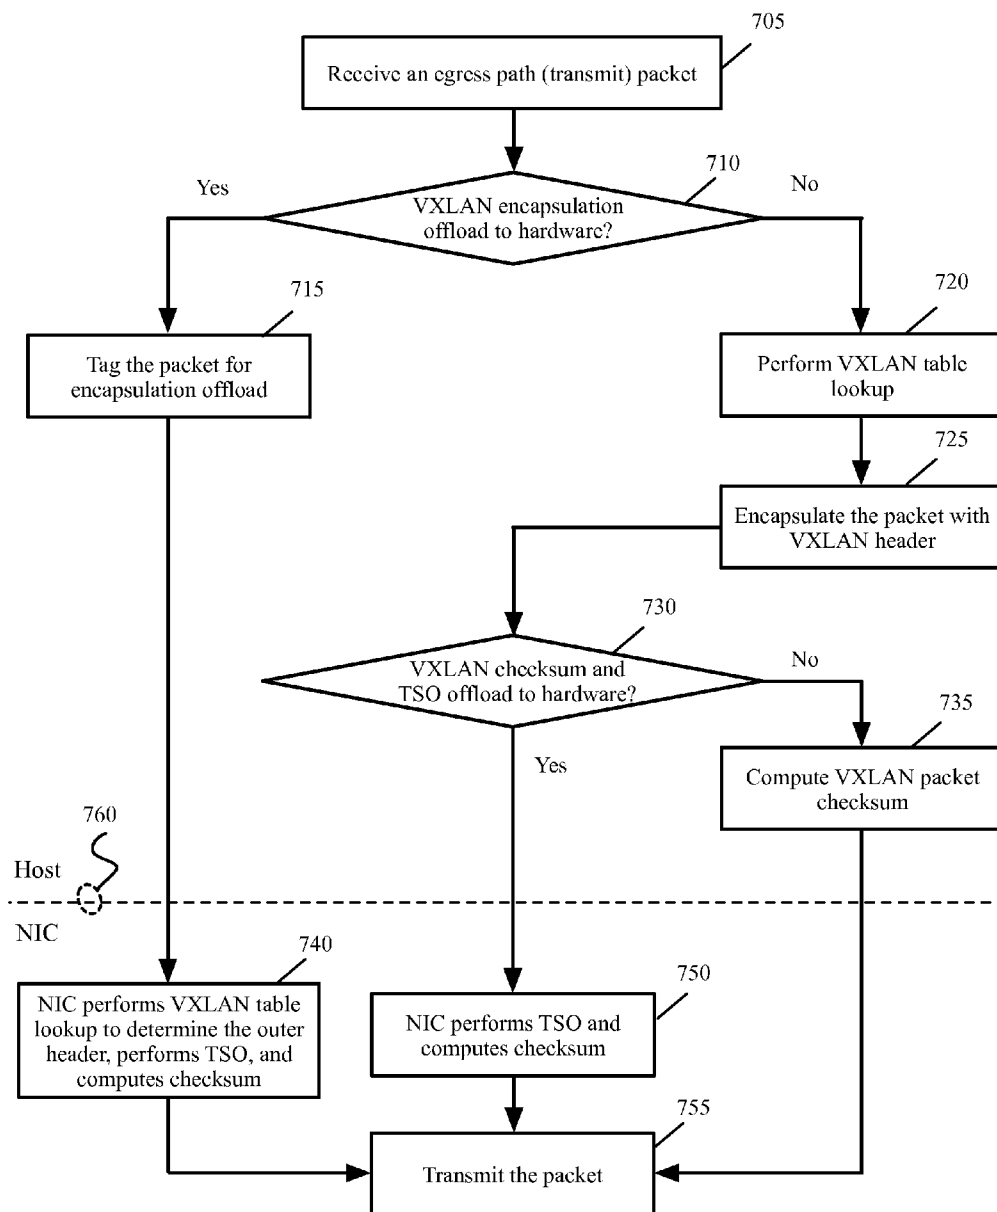 705
Receive an egress path (transmit) packet
710
Yes
No
VXLAN encapsulation
offload to hardware?
715
720
Tag the packet for
encapsulation offload
Perform VXLAN table
lookup
725
Encapsulate the packet with
VXLAN header
730
VXLAN checksum and
TSO offload to hardware?
No
735
Yes
Compute VXLAN packet
checksum
760
Host
NIC
740
750
NIC performs VXLAN table
lookup to determine the outer
header, performs TSO, and
computes checksum
NIC performs TSO and
computes checksum
755
Transmit the packet